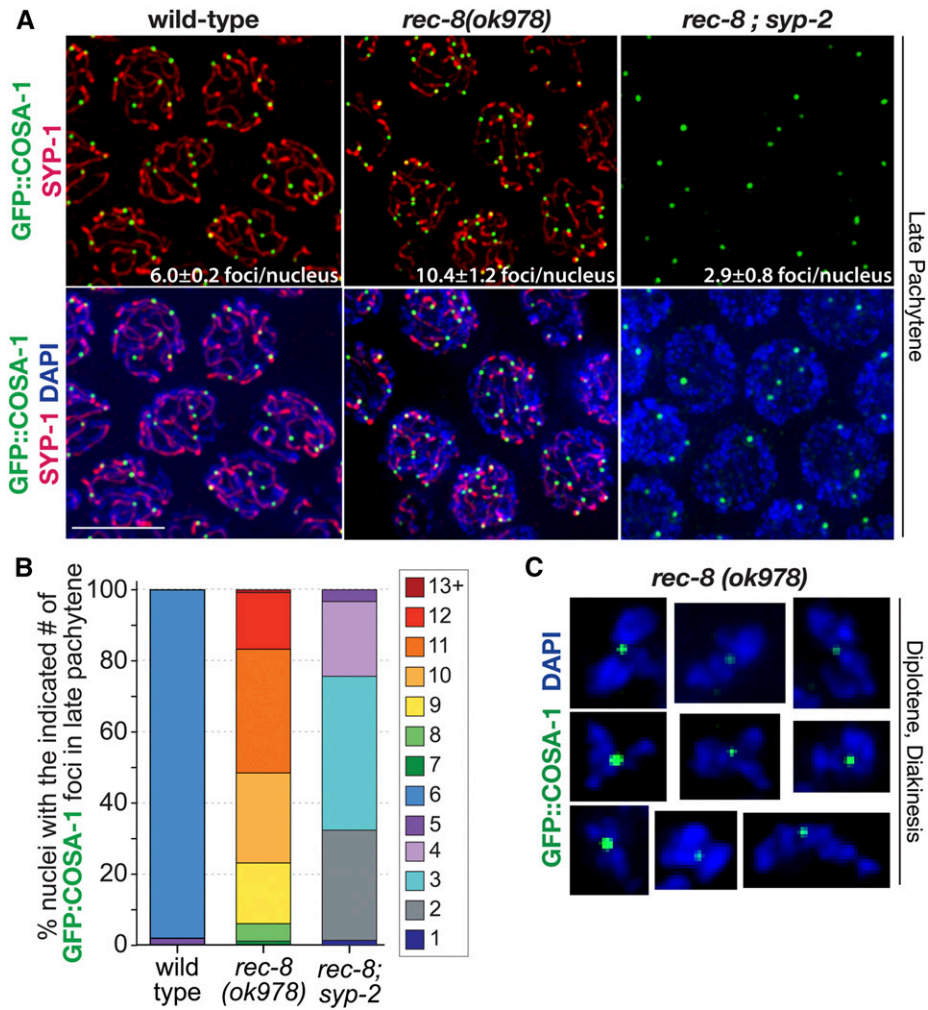 A
wild-type
rec-8(ok978)
rec-8 ; syp-2
GFP::COSA-1
SYP-1
6.0±0.2 foci/nucleus
10.4±1.2 foci/nucleus
2.9±0.8 foci/nucleus
GFP::COSA-1
SYP-1 DAPI
Late Pachytene
B
% nuclei with the indicated # of
GFP:COSA-1 foci in late pachytene
100
80
60
40
20
0
wild
type
rec-8
(ok978)
rec-8;
syp-2
13+
12
11
10
9
8
7
6
5
4
3
2
1
C
rec-8 (ok978)
GFP::COSA-1 DAPI
Diplotene, Diakinesis